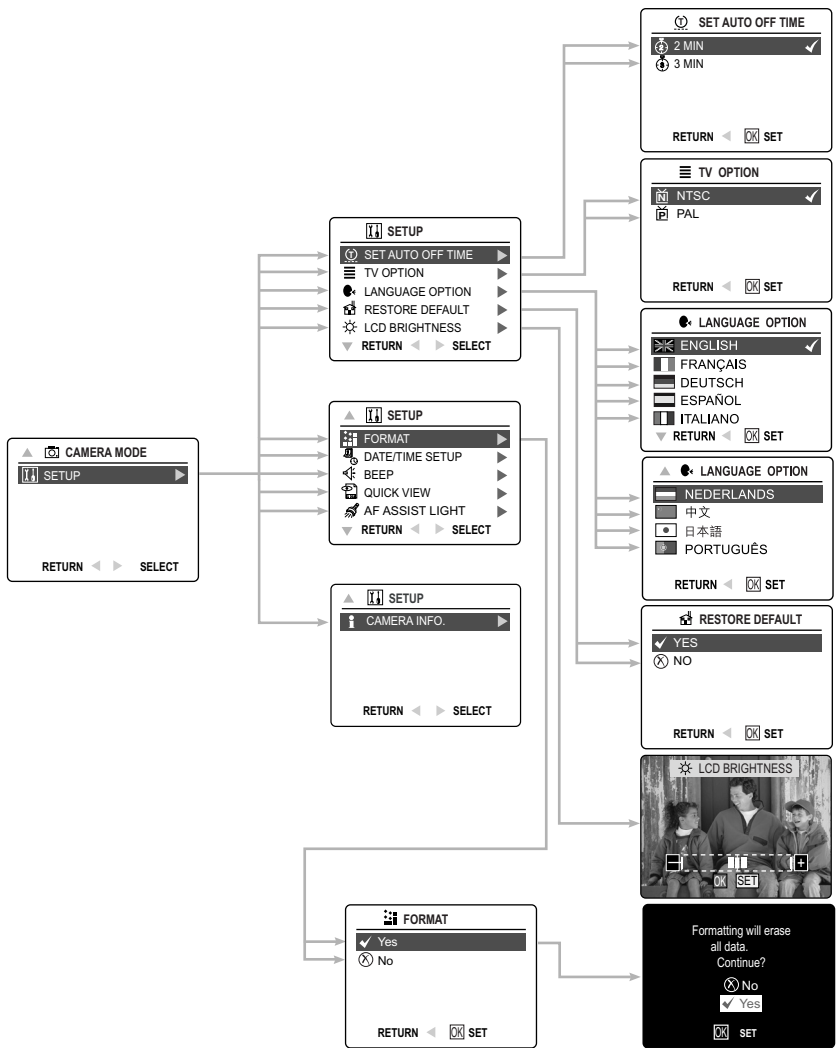 SET AUTO OFF TIME
2 MIN
3 MIN
RETURN OK SET
TV OPTION
NTSC
PAL
RETURN OK SET
SETUP
SET AUTO OFF TIME
TV OPTION
LANGUAGE OPTION
RESTORE DEFAULT
LCD BRIGHTNESS
RETURN SELECT
LANGUAGE OPTION
ENGLISH
FRANÇAIS
DEUTSCH
ESPAÑOL
ITALIANO
RETURN OK SET
CAMERA MODE
SETUP
RETURN SELECT
SETUP
FORMAT
DATE/TIME SETUP
BEEP
QUICK VIEW
AF ASSIST LIGHT
RETURN SELECT
LANGUAGE OPTION
NEDERLANDS
中文
日本語
PORTUGUÊS
RETURN OK SET
SETUP
CAMERA INFO.
RETURN SELECT
RESTORE DEFAULT
YES
NO
RETURN OK SET
LCD BRIGHTNESS
OK SET
FORMAT
Yes
No
RETURN OK SET
Formatting will erase
all data.
Continue?
No
Yes
OK SET